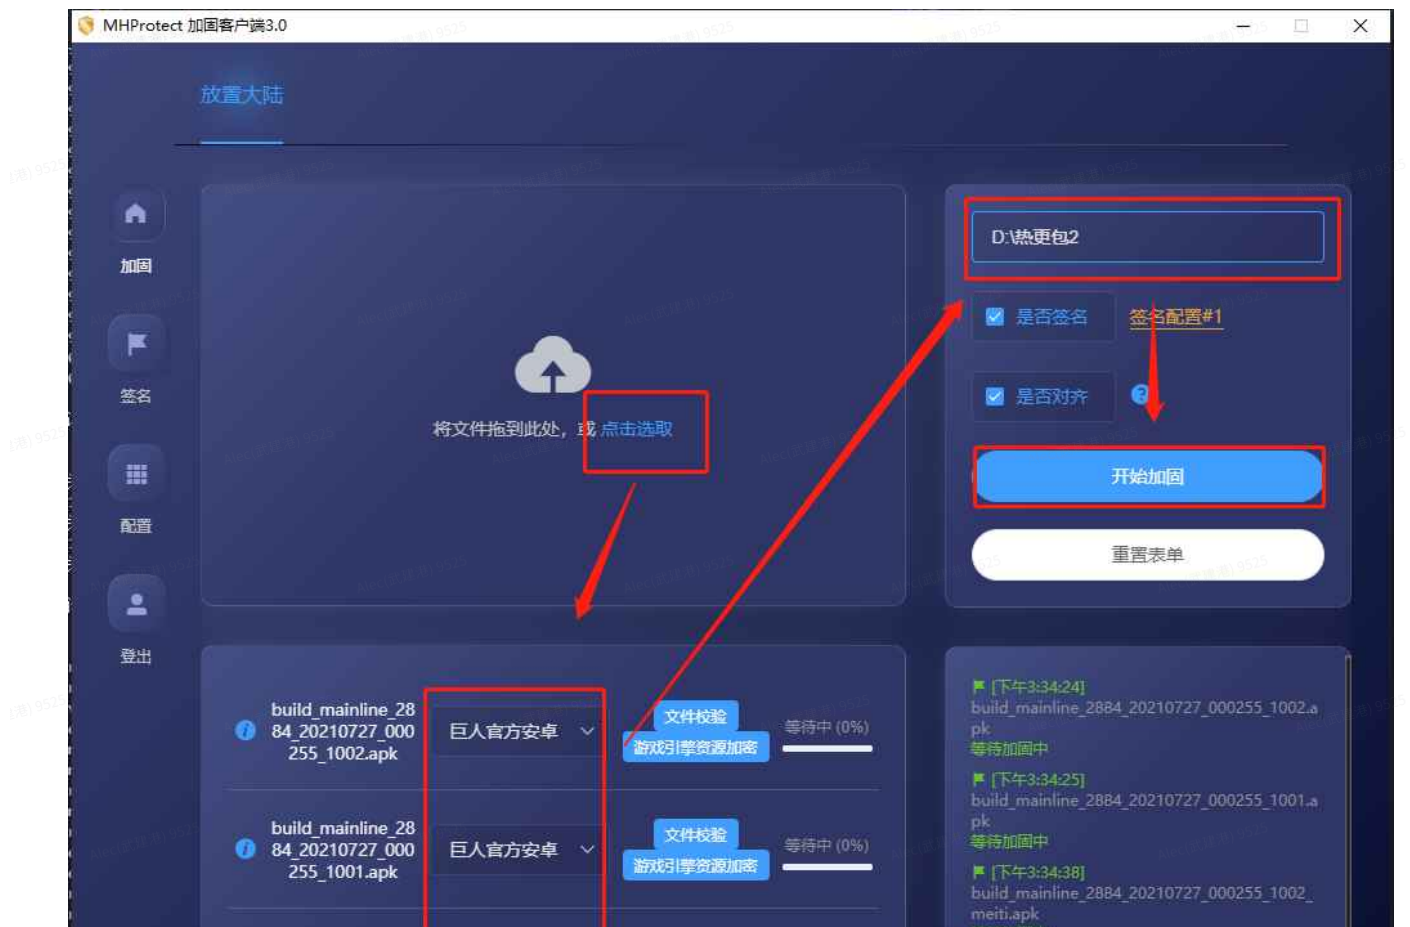 MHProtect 加固客户端3.0
放置大陆
加固
签名
配置
登出
将文件拖到此处，或 点击选取
D:\热更包2
是否签名 签名配置#1
是否对齐
开始加固
重置表单
build_mainline_28
84_20210727_000
255_1002.apk
巨人官方安卓
文件校验
游戏引擎资源加密
等待中 (0%)
build_mainline_28
84_20210727_000
255_1001.apk
巨人官方安卓
文件校验
游戏引擎资源加密
等待中 (0%)
[下午3:34:24]
build_mainline_2884_20210727_000255_1002.a
pk
等待加固中
[下午3:34:25]
build_mainline_2884_20210727_000255_1001.a
pk
等待加固中
[下午3:34:38]
build_mainline_2884_20210727_000255_1002_
meiti.apk